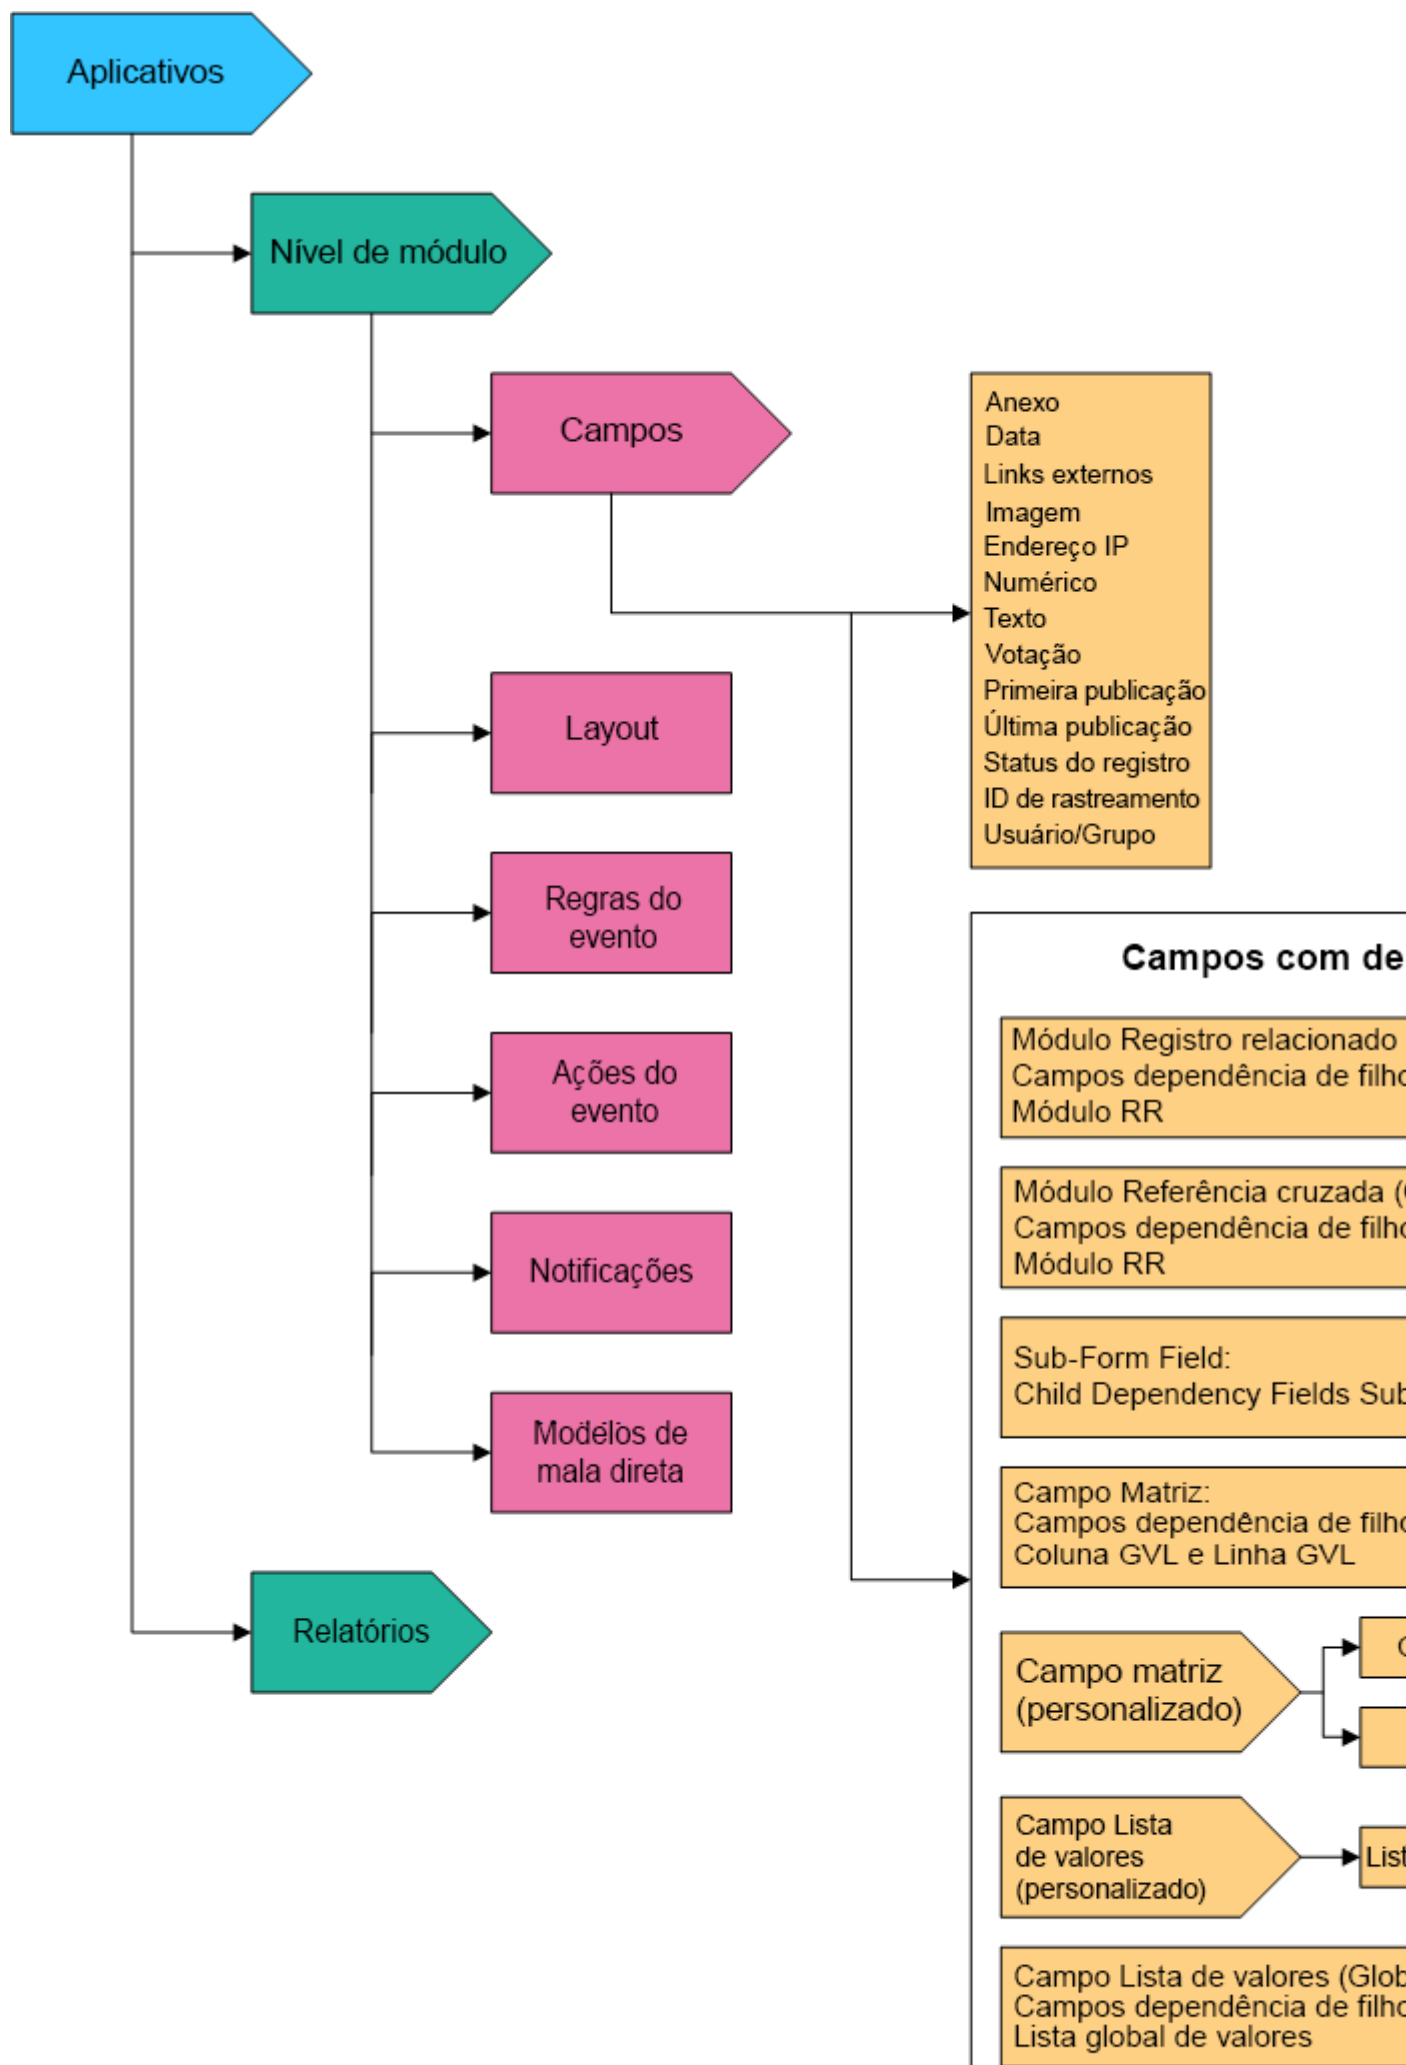 Aplicativos
Nível de módulo
Campos
Anexo
Data
Links externos
Imagem
Endereço IP
Numérico
Texto
Votação
Primeira publicação
Última publicação
Status do registro
ID de rastreamento
Usuário/Grupo
Layout
Regras do
evento
Ações do
evento
Notificações
Modelos de
mala direta
Relatórios
Campos com de
Módulo Registro relacionado
Campos dependência de filho
Módulo RR
Módulo Referência cruzada (
Campos dependência de filho
Módulo RR
Sub-Form Field:
Child Dependency Fields Sub
Campo Matriz:
Campos dependência de filho
Coluna GVL e Linha GVL
Campo matriz
(personalizado)
Campo Lista
de valores
(personalizado)
List
Campo Lista de valores (Glob
Campos dependência de filho
Lista global de valores